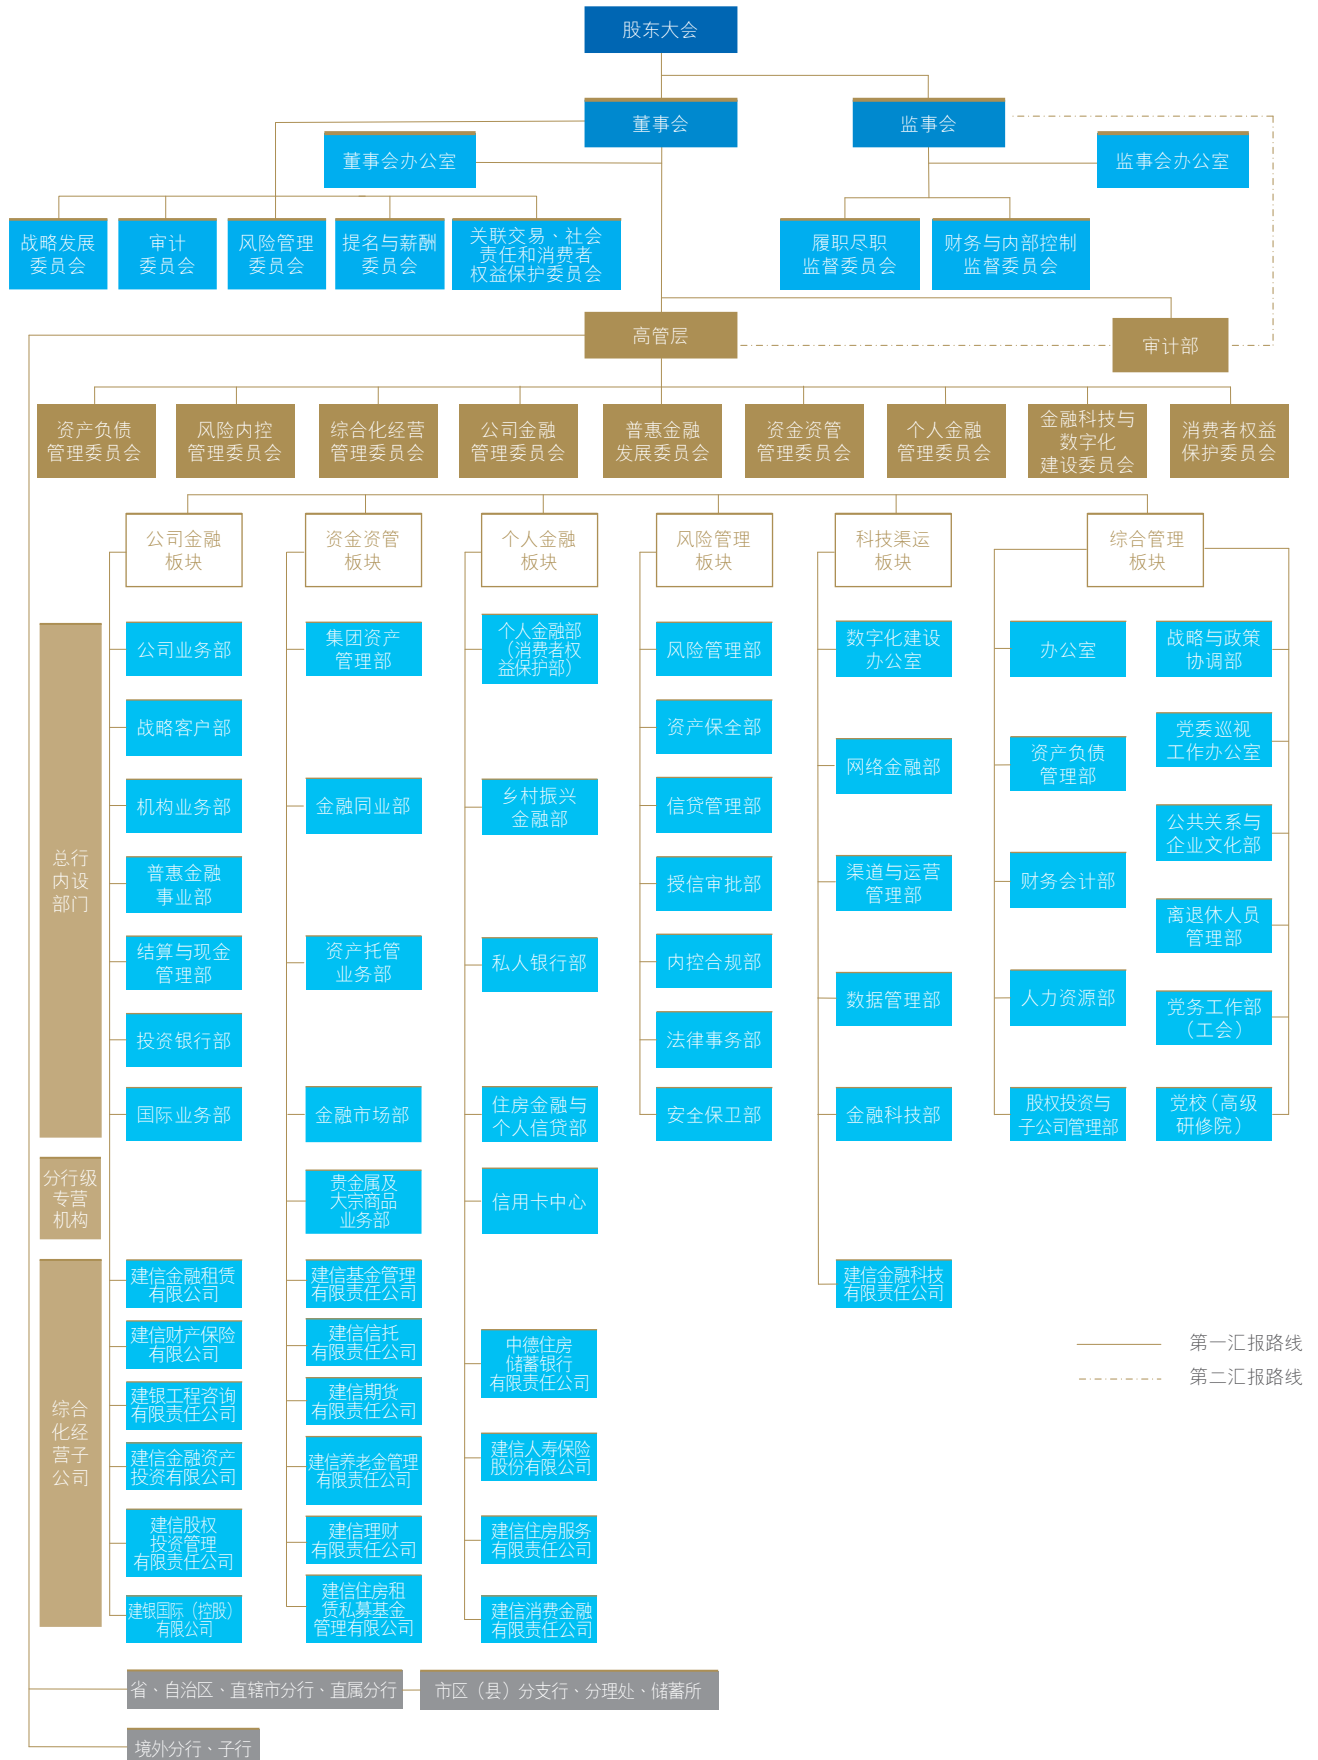 股东大会
董事会
监事会
董事会办公室
监事会办公室
战略发展
委员会
审计
委员会
风险管理
委员会
提名与薪酬
委员会
关联交易、社会
责任和消费者
权益保护委员会
履职尽职
监督委员会
财务与内部控制
监督委员会
高管层
审计部
资产负债
管理委员会
风险内控
管理委员会
综合化经营
管理委员会
公司金融
管理委员会
普惠金融
发展委员会
资金资管
管理委员会
个人金融
管理委员会
金融科技与
数字化
建设委员会
消费者权益
保护委员会
公司金融
板块
资金资管
板块
个人金融
板块
风险管理
板块
科技渠运
板块
综合管理
板块
总行
内设
部门
公司业务部
战略客户部
机构业务部
普惠金融
事业部
结算与现金
管理部
投资银行部
国际业务部
集团资产
管理部
金融同业部
资产托管
业务部
金融市场部
个人金融部
（消费者权
益保护部）
乡村振兴
金融部
私人银行部
住房金融与
个人信贷部
风险管理部
资产保全部
信贷管理部
授信审批部
内控合规部
法律事务部
安全保卫部
数字化建设
办公室
网络金融部
渠道与运营
管理部
数据管理部
金融科技部
办公室
资产负债
管理部
财务会计部
人力资源部
股权投资与
子公司管理部
战略与政策
协调部
党委巡视
工作办公室
公共关系与
企业文化部
离退休人员
管理部
党务工作部
（工会）
党校（高级
研修院）
分行级
专营
机构
贵金属及
大宗商品
业务部
信用卡中心
综合
化经
营子
公司
建信金融租赁
有限公司
建信财产保险
有限公司
建银工程咨询
有限责任公司
建信金融资产
投资有限公司
建信股权
投资管理
有限责任公司
建银国际（控股）
有限公司
建信基金管理
有限责任公司
建信信托
有限责任公司
建信期货
有限责任公司
建信养老金管理
有限责任公司
建信理财
有限责任公司
建信住房租
赁私募基金
管理有限公司
中德住房
储蓄银行
有限责任公司
建信人寿保险
股份有限公司
建信住房服务
有限责任公司
建信消费金融
有限责任公司
建信金融科技
有限责任公司
第一汇报路线
第二汇报路线
省、自治区、直辖市分行、直属分行
市区（县）分支行、分理处、储蓄所
境外分行、子行